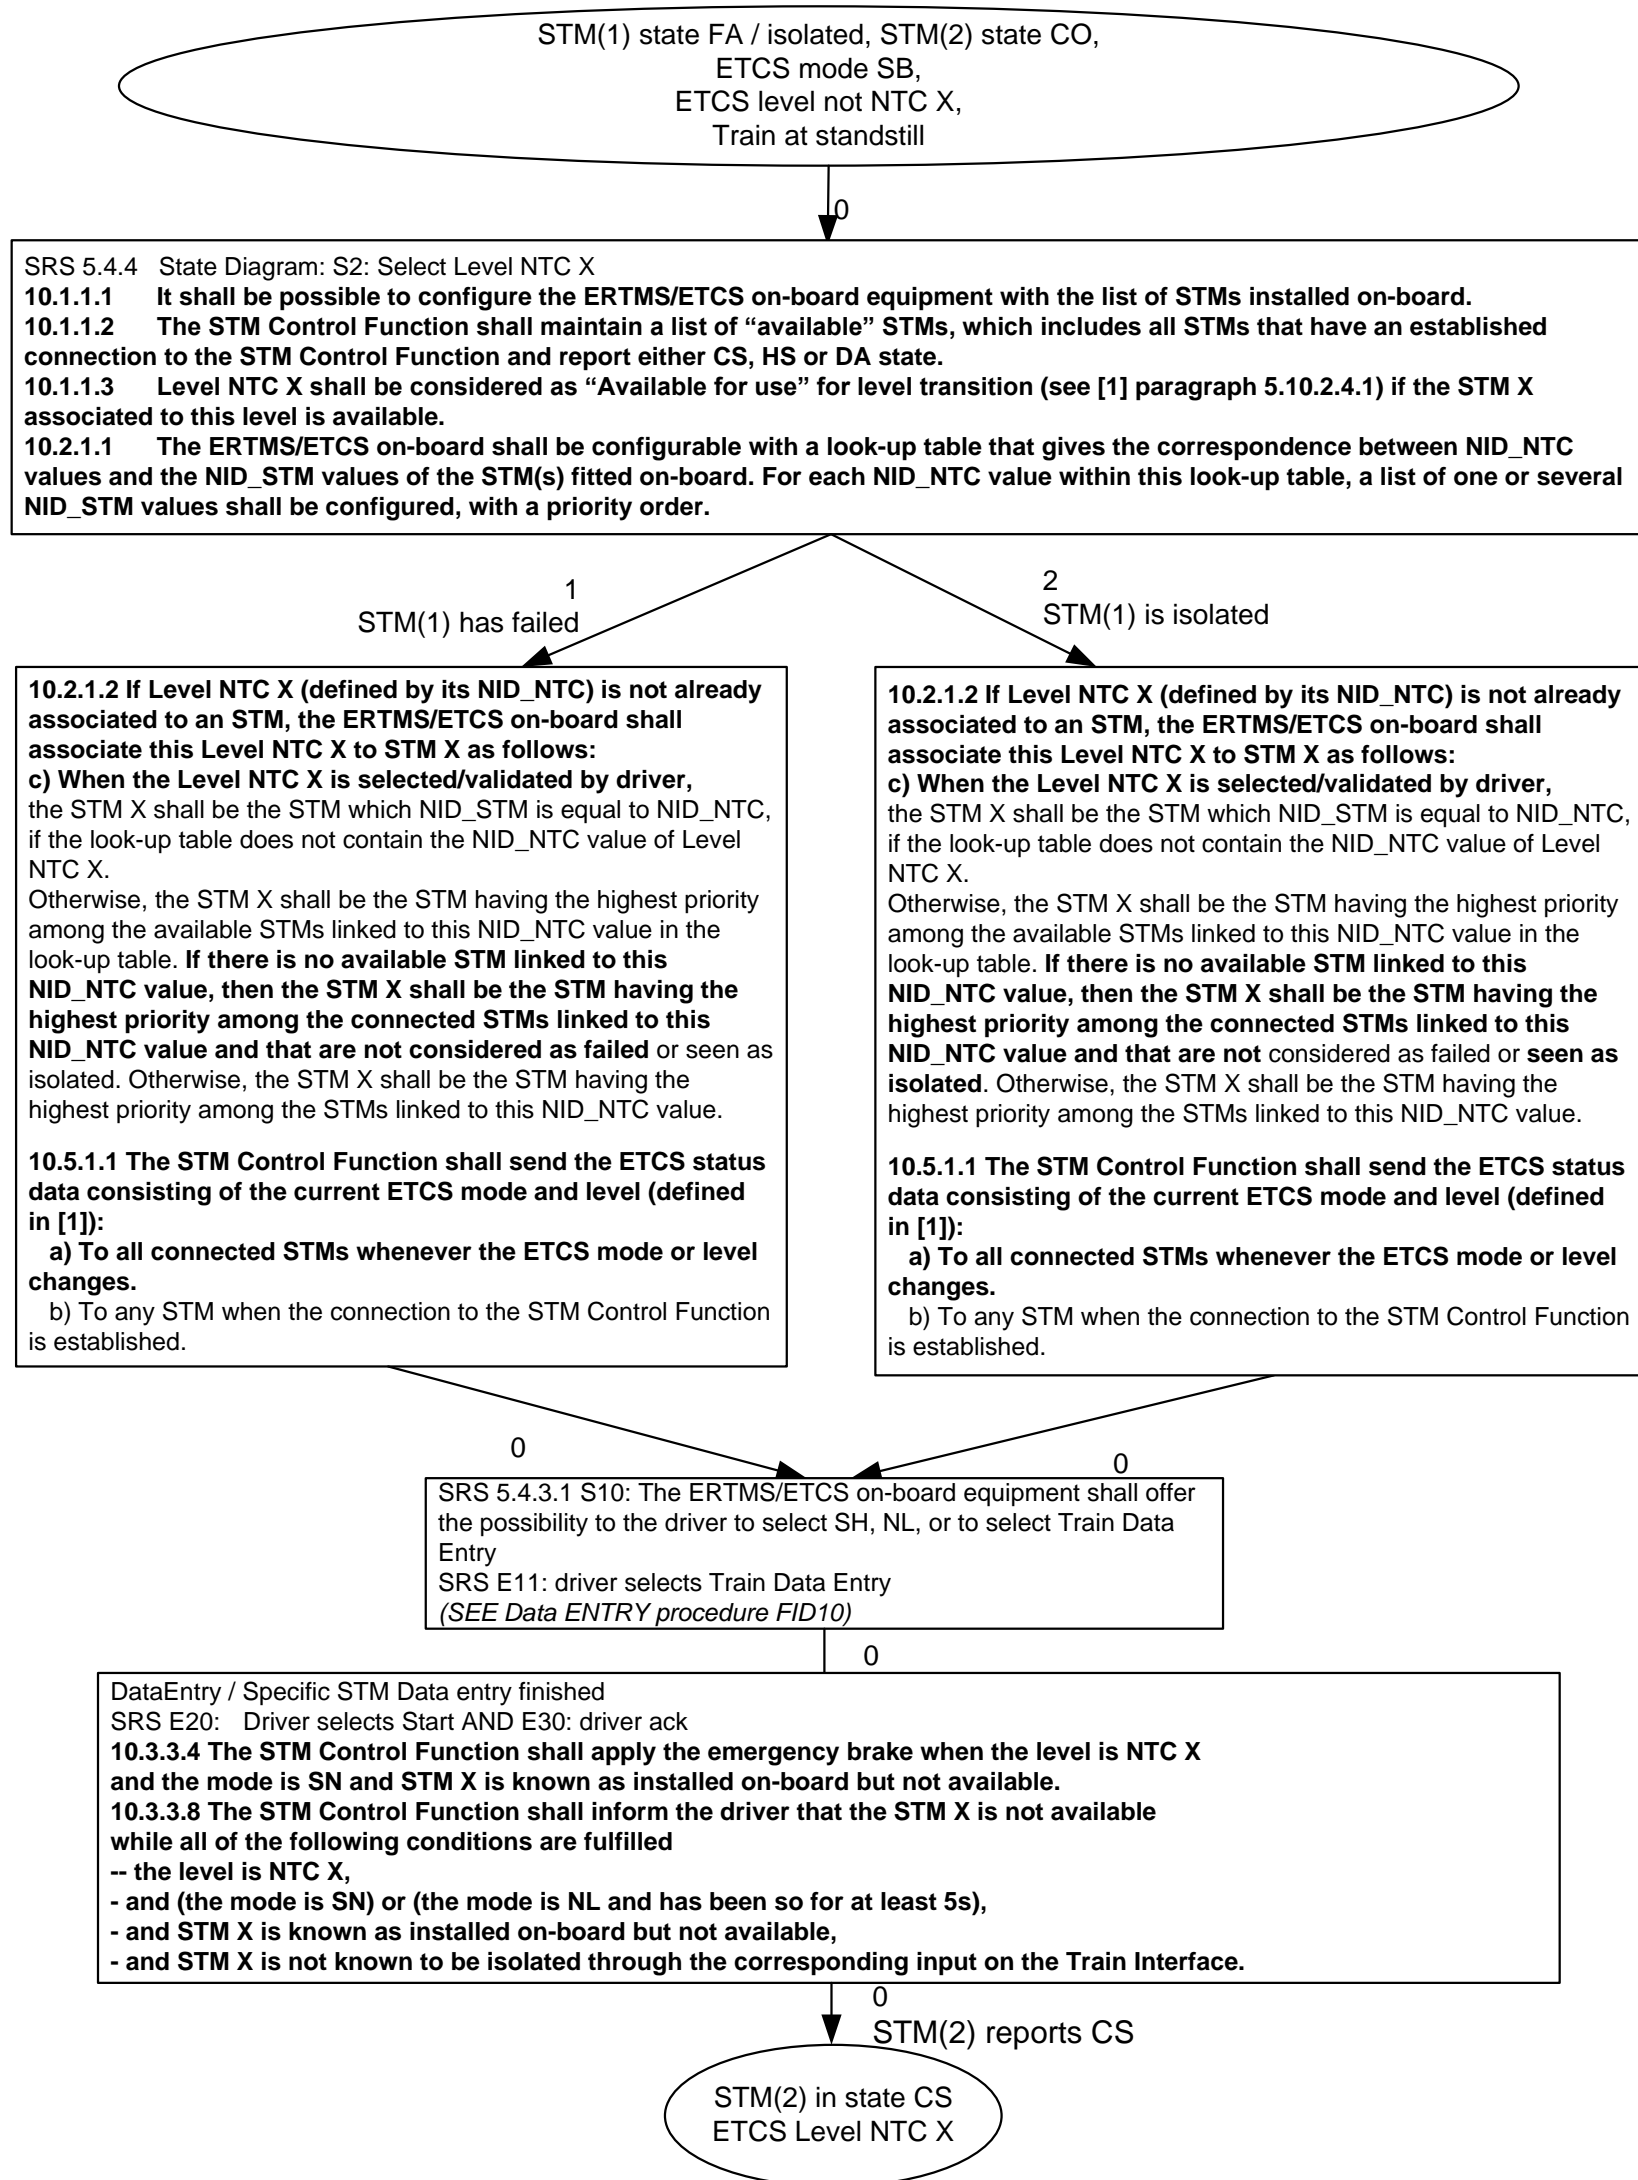 STM(1) state FA / isolated, STM(2) state CO,
ETCS mode SB,
ETCS level not NTC X,
Train at standstill
0
SRS 5.4.4 State Diagram: S2: Select Level NTC X
10.1.1.1 It shall be possible to configure the ERTMS/ETCS on-board equipment with the list of STMs installed on-board.
10.1.1.2 The STM Control Function shall maintain a list of “available” STMs, which includes all STMs that have an established
connection to the STM Control Function and report either CS, HS or DA state.
10.1.1.3 Level NTC X shall be considered as “Available for use” for level transition (see [1] paragraph 5.10.2.4.1) if the STM X
associated to this level is available.
10.2.1.1 The ERTMS/ETCS on-board shall be configurable with a look-up table that gives the correspondence between NID_NTC
values and the NID_STM values of the STM(s) fitted on-board. For each NID_NTC value within this look-up table, a list of one or several
NID_STM values shall be configured, with a priority order.
1
STM(1) has failed
2
STM(1) is isolated
10.2.1.2 If Level NTC X (defined by its NID_NTC) is not already
associated to an STM, the ERTMS/ETCS on-board shall
associate this Level NTC X to STM X as follows:
c) When the Level NTC X is selected/validated by driver,
the STM X shall be the STM which NID_STM is equal to NID_NTC,
if the look-up table does not contain the NID_NTC value of Level
NTC X.
Otherwise, the STM X shall be the STM having the highest priority
among the available STMs linked to this NID_NTC value in the
look-up table. If there is no available STM linked to this
NID_NTC value, then the STM X shall be the STM having the
highest priority among the connected STMs linked to this
NID_NTC value and that are not considered as failed or seen as
isolated. Otherwise, the STM X shall be the STM having the
highest priority among the STMs linked to this NID_NTC value.
10.5.1.1 The STM Control Function shall send the ETCS status
data consisting of the current ETCS mode and level (defined
in [1]):
a) To all connected STMs whenever the ETCS mode or level
changes.
b) To any STM when the connection to the STM Control Function
is established.
10.2.1.2 If Level NTC X (defined by its NID_NTC) is not already
associated to an STM, the ERTMS/ETCS on-board shall
associate this Level NTC X to STM X as follows:
c) When the Level NTC X is selected/validated by driver,
the STM X shall be the STM which NID_STM is equal to NID_NTC,
if the look-up table does not contain the NID_NTC value of Level
NTC X.
Otherwise, the STM X shall be the STM having the highest priority
among the available STMs linked to this NID_NTC value in the
look-up table. If there is no available STM linked to this
NID_NTC value, then the STM X shall be the STM having the
highest priority among the connected STMs linked to this
NID_NTC value and that are not considered as failed or seen as
isolated. Otherwise, the STM X shall be the STM having the
highest priority among the STMs linked to this NID_NTC value.
10.5.1.1 The STM Control Function shall send the ETCS status
data consisting of the current ETCS mode and level (defined
in [1]):
a) To all connected STMs whenever the ETCS mode or level
changes.
b) To any STM when the connection to the STM Control Function
is established.
0
0
SRS 5.4.3.1 S10: The ERTMS/ETCS on-board equipment shall offer
the possibility to the driver to select SH, NL, or to select Train Data
Entry
SRS E11: driver selects Train Data Entry
(SEE Data ENTRY procedure FID10)
0
DataEntry / Specific STM Data entry finished
SRS E20: Driver selects Start AND E30: driver ack
10.3.3.4 The STM Control Function shall apply the emergency brake when the level is NTC X
and the mode is SN and STM X is known as installed on-board but not available.
10.3.3.8 The STM Control Function shall inform the driver that the STM X is not available
while all of the following conditions are fulfilled
-- the level is NTC X,
- and (the mode is SN) or (the mode is NL and has been so for at least 5s),
- and STM X is known as installed on-board but not available,
- and STM X is not known to be isolated through the corresponding input on the Train Interface.
0
STM(2) reports CS
STM(2) in state CS
ETCS Level NTC X